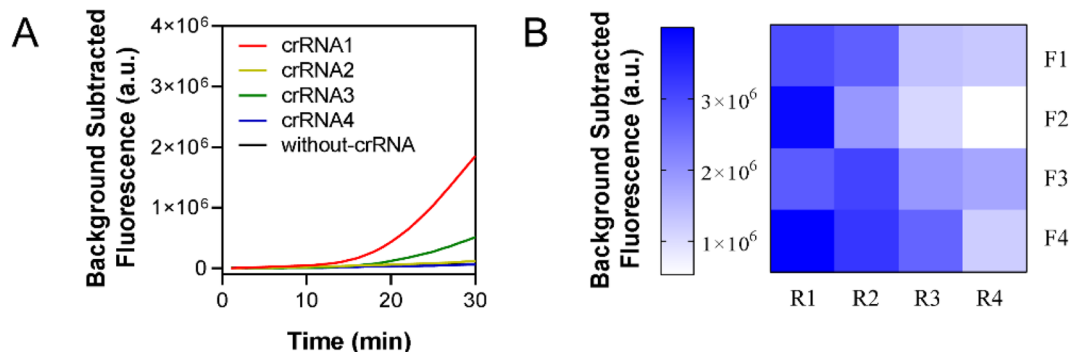 A
Background Subtracted
Fluorescence (a.u.)
4×10⁶
3×10⁶
2×10⁶
1×10⁶
0
crRNA1
crRNA2
crRNA3
crRNA4
without-crRNA
0
10
20
30
Time (min)
B
Background Subtracted
Fluorescence (a.u.)
3×10⁶
2×10⁶
1×10⁶
F1
F2
F3
F4
R1
R2
R3
R4